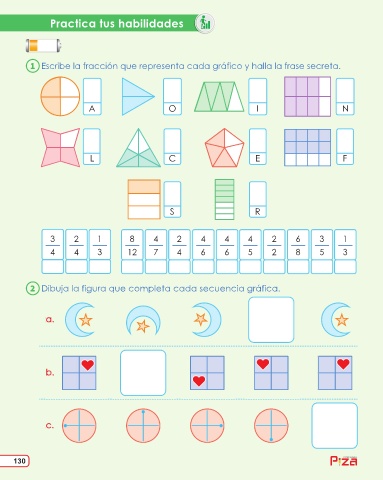 Practica tus habilidades
1 Escribe la fracción que representa cada gráfico y halla la frase secreta.
A O I N
L C E F
S R
3 2 1 8 4 2 4 4 4 2 6 3 1
4 4 3 12 7 4 6 6 5 2 8 5 3
2 Dibuja la figura que completa cada secuencia gráfica.
a.
b.
c.
130
Pıza